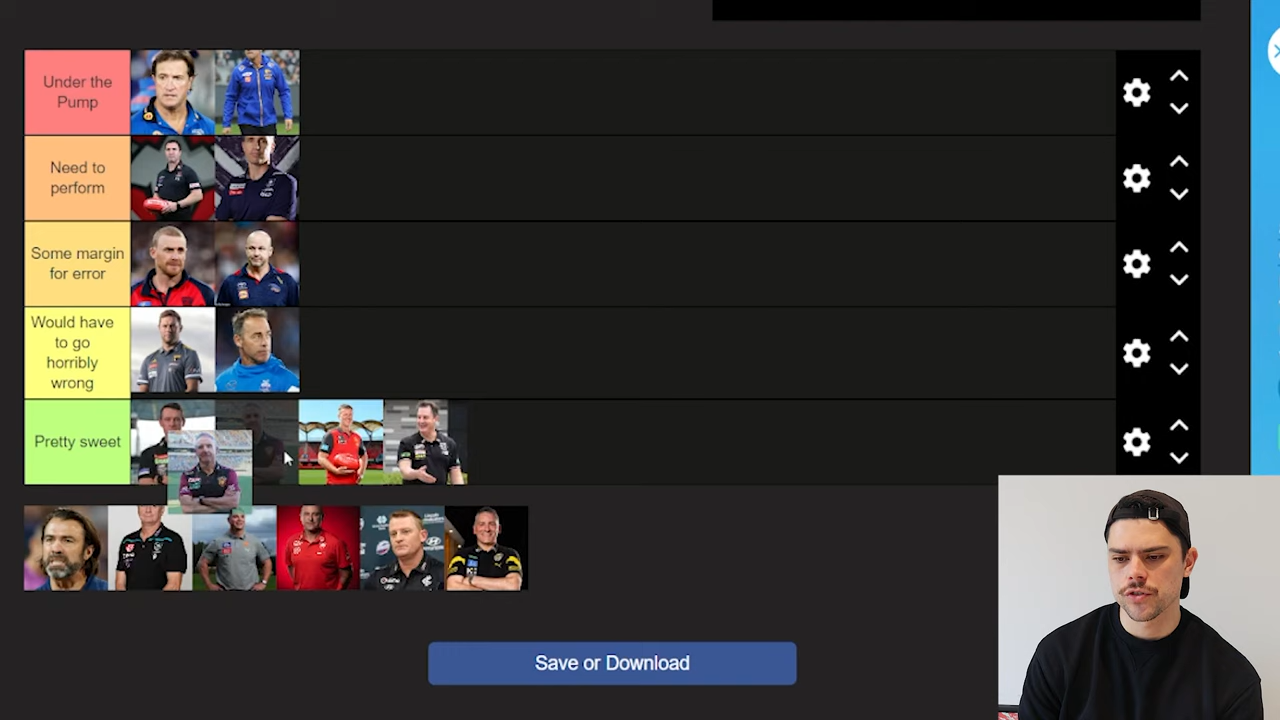 Under the
Pump
Need to
perform
Some margin
for error
Would have
to go
horribly
wrong
Pretty sweet
Save or Download